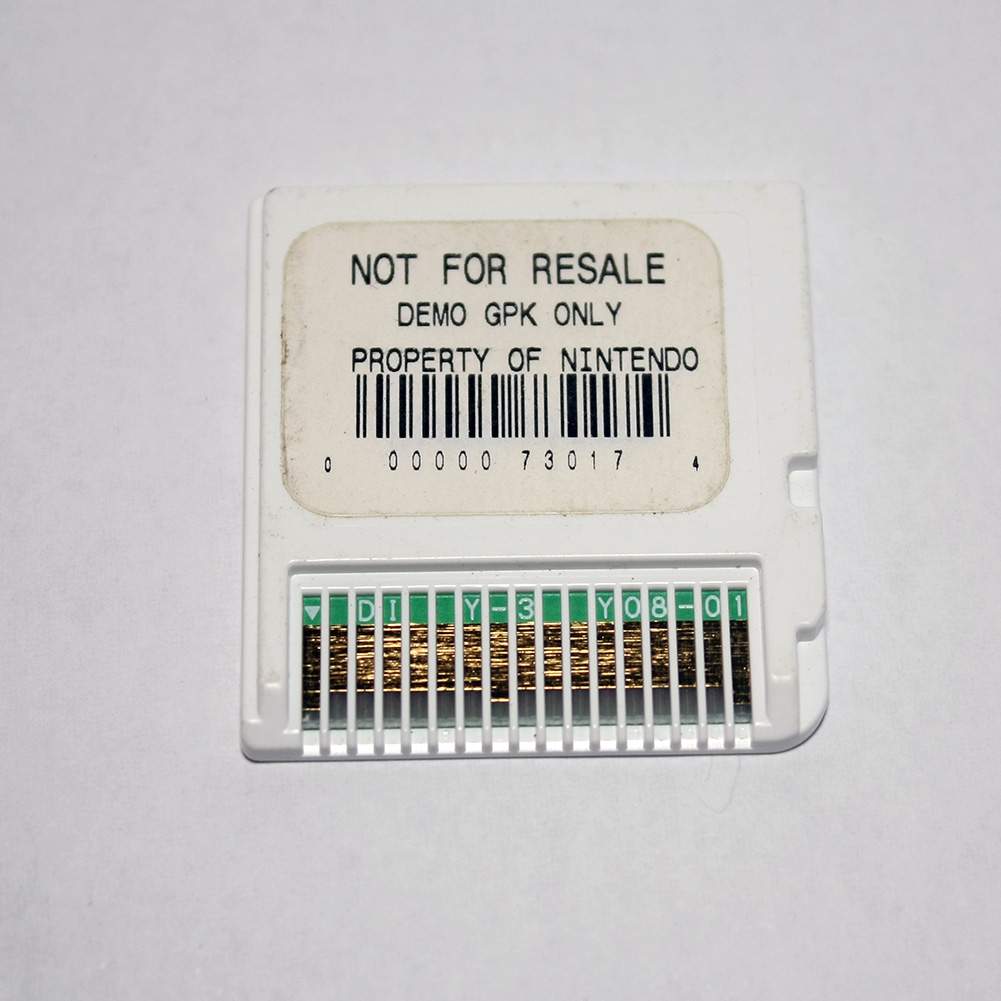 NOT FOR RESALE
DEMO GPK ONLY
PROPERTY OF NINTENDO
0 00000 73017 4
DI Y-3 Y08-01